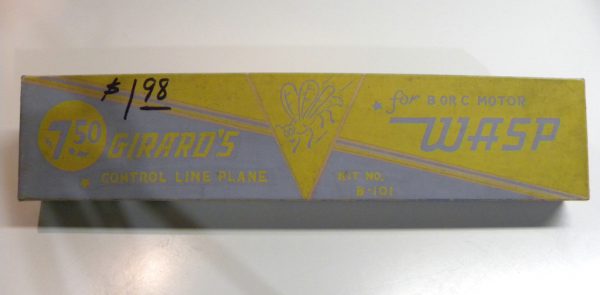 $1.98
$7.50
GIRARD'S
CONTROL LINE PLANE
for B OR C MOTOR
WASP
KIT NO.
B-101